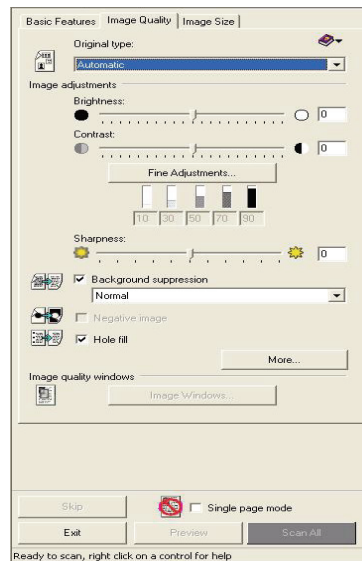 Basic Features Image Quality Image Size
Original type:
Automatic
Image adjustments
Brightness:
0
Contrast:
0
Fine Adjustments...
10 30 50 70 90
Sharpness:
0
Background suppression
Normal
Negative image
Hole fill
More...
Image quality windows
Image Windows...
Skip Single page mode
Exit Preview Scan All
Ready to scan, right click on a control for help